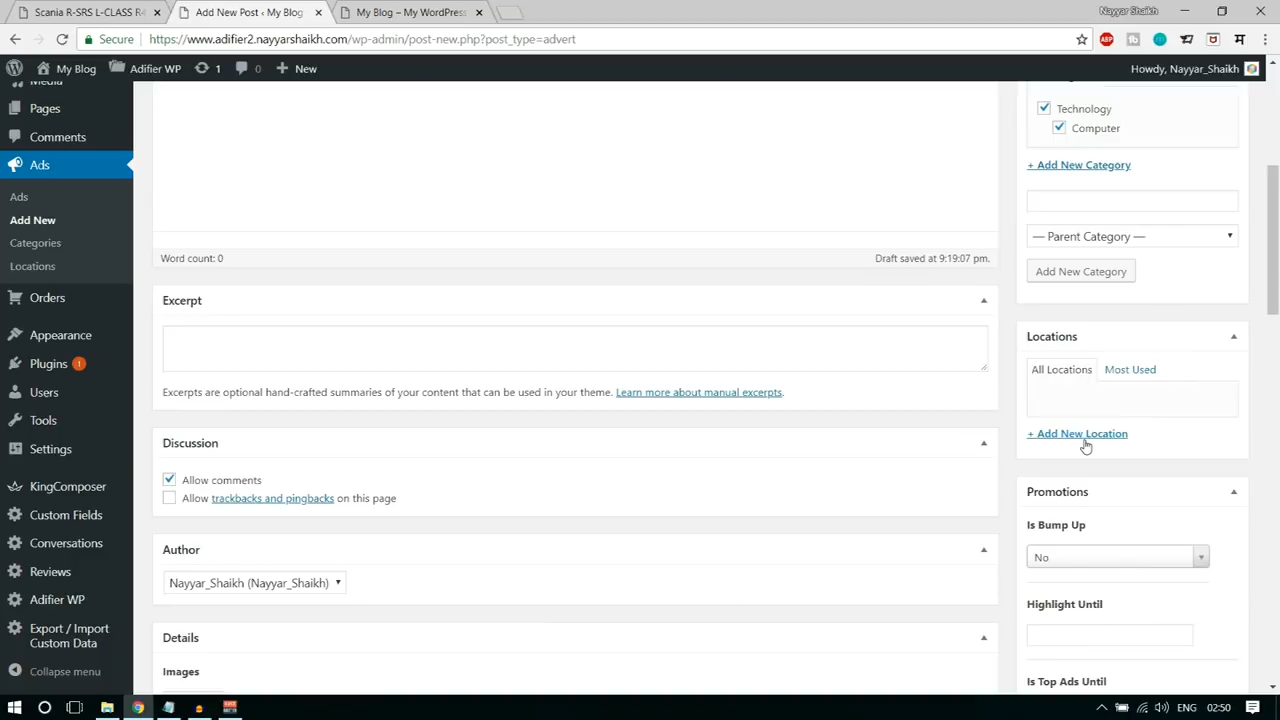 Scania R-SRS L-CLASS R4
Add New Post ‹ My Blog
My Blog – My WordPress
Nayyar Shaikh
Secure
https://www.adifier2.nayyarshaikh.com/wp-admin/post-new.php?post_type=advert
ABP
My Blog
Adifier WP
1
0
New
Howdy, Nayyar_Shaikh
Media
Pages
Comments
Ads
Ads
Add New
Categories
Locations
Orders
Appearance
Plugins 1
Users
Tools
Settings
KingComposer
Custom Fields
Conversations
Reviews
Adifier WP
Export / Import
Custom Data
Collapse menu
Word count: 0
Draft saved at 9:19:07 pm.
Excerpt
Excerpts are optional hand-crafted summaries of your content that can be used in your theme. Learn more about manual excerpts.
Discussion
Allow comments
Allow trackbacks and pingbacks on this page
Author
Nayyar_Shaikh (Nayyar_Shaikh)
Details
Images
Technology
Computer
+ Add New Category
— Parent Category —
Add New Category
Locations
All Locations
Most Used
+ Add New Location
Promotions
Is Bump Up
No
Highlight Until
Is Top Ads Until
ENG
02:50